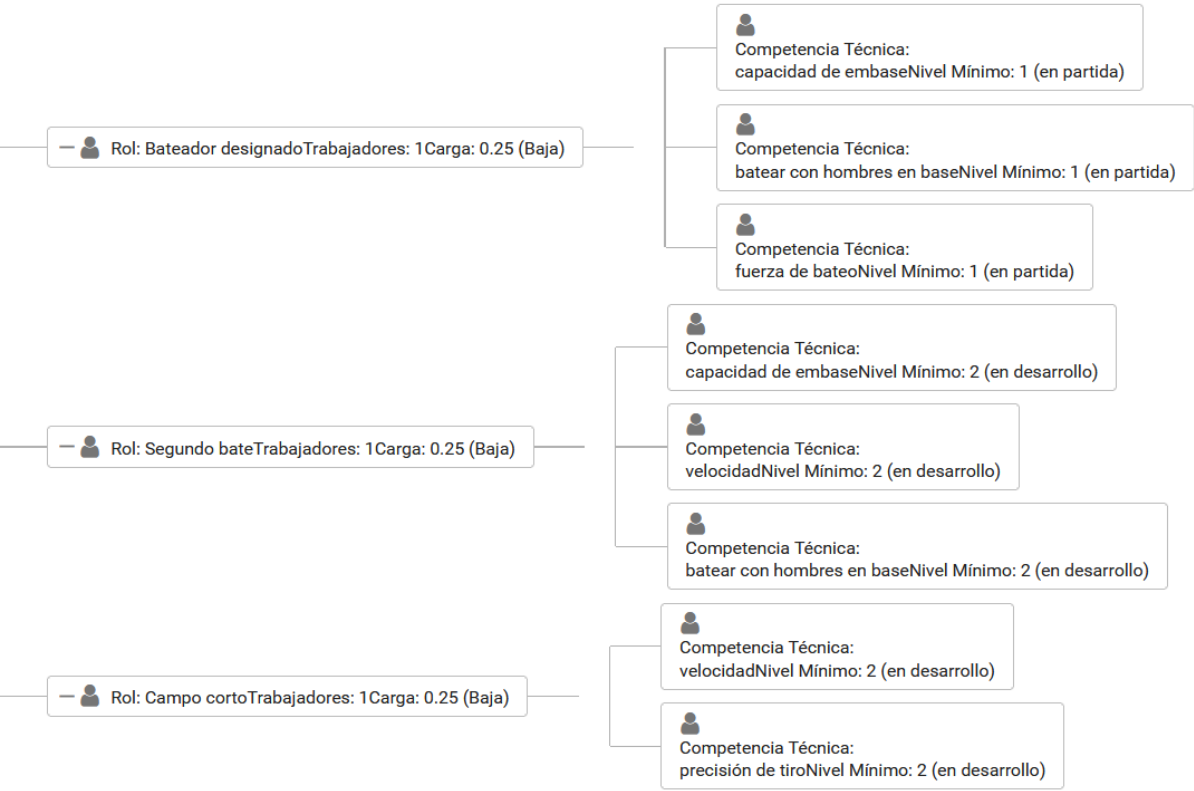 Competencia Técnica:
capacidad de embaseNivel Mínimo: 1 (en partida)
Rol: Bateador designadoTrabajadores: 1Carga: 0.25 (Baja)
Competencia Técnica:
batear con hombres en baseNivel Mínimo: 1 (en partida)
Competencia Técnica:
fuerza de bateoNivel Mínimo: 1 (en partida)
Competencia Técnica:
capacidad de embaseNivel Mínimo: 2 (en desarrollo)
Rol: Segundo bateTrabajadores: 1Carga: 0.25 (Baja)
Competencia Técnica:
velocidadNivel Mínimo: 2 (en desarrollo)
Competencia Técnica:
batear con hombres en baseNivel Mínimo: 2 (en desarrollo)
Competencia Técnica:
velocidadNivel Mínimo: 2 (en desarrollo)
Rol: Campo cortoTrabajadores: 1Carga: 0.25 (Baja)
Competencia Técnica:
precisión de tiroNivel Mínimo: 2 (en desarrollo)